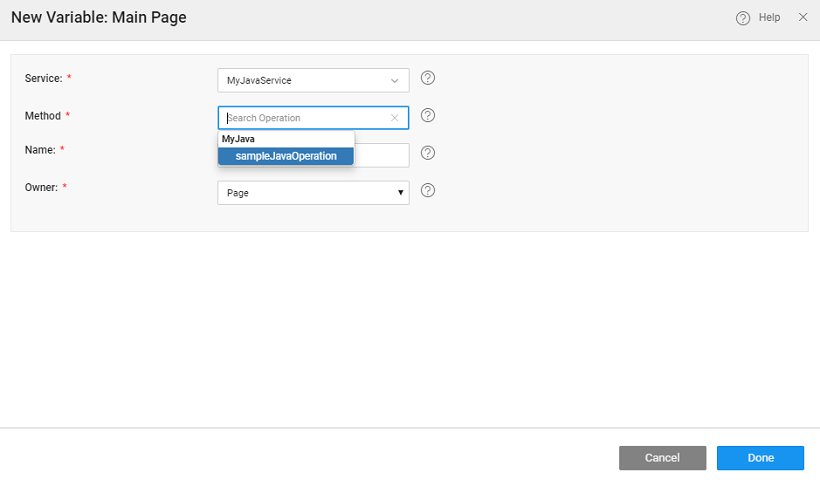 New Variable: Main Page
Help
Service: *
MyJavaService
Method *
Search Operation
MyJava
sampleJavaOperation
Name: *
Owner: *
Page
Cancel
Done